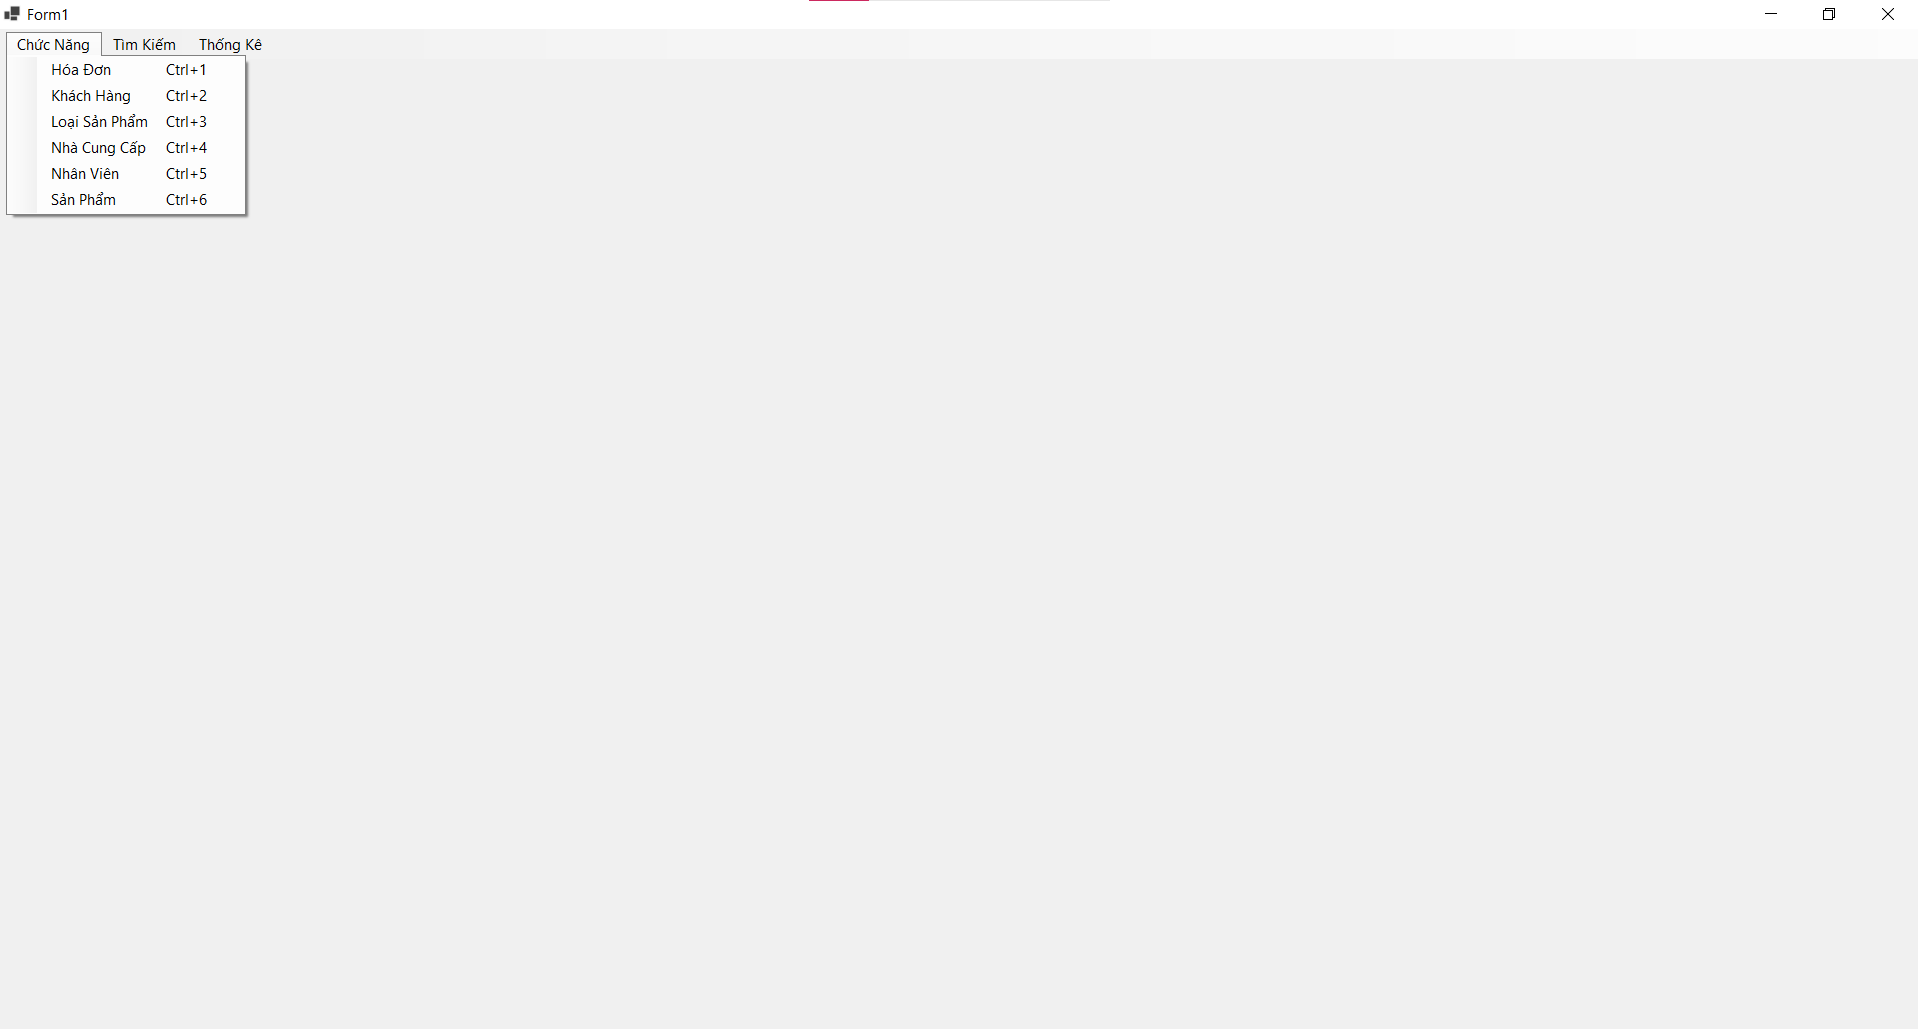 Form1
Chức Năng Tìm Kiếm Thống Kê
Hóa Đơn Ctrl+1
Khách Hàng Ctrl+2
Loại Sản Phẩm Ctrl+3
Nhà Cung Cấp Ctrl+4
Nhân Viên Ctrl+5
Sản Phẩm Ctrl+6